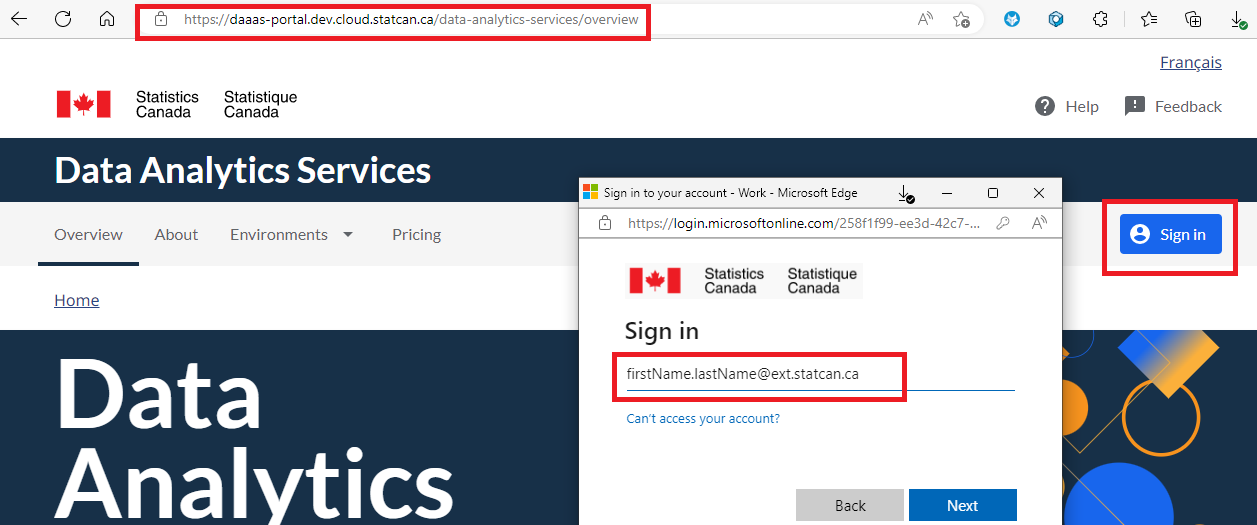 https://daaas-portal.dev.cloud.statcan.ca/data-analytics-services/overview
Français
Statistics Canada
Statistique Canada
Help
Feedback
Data Analytics Services
Overview
About
Environments
Pricing
Sign in
Home
Data
Analytics
Sign in to your account - Work - Microsoft Edge
https://login.microsoftonline.com/258f1f99-ee3d-42c7-...
Statistics Canada
Statistique Canada
Sign in
firstName.lastName@ext.statcan.ca
Can't access your account?
Back
Next